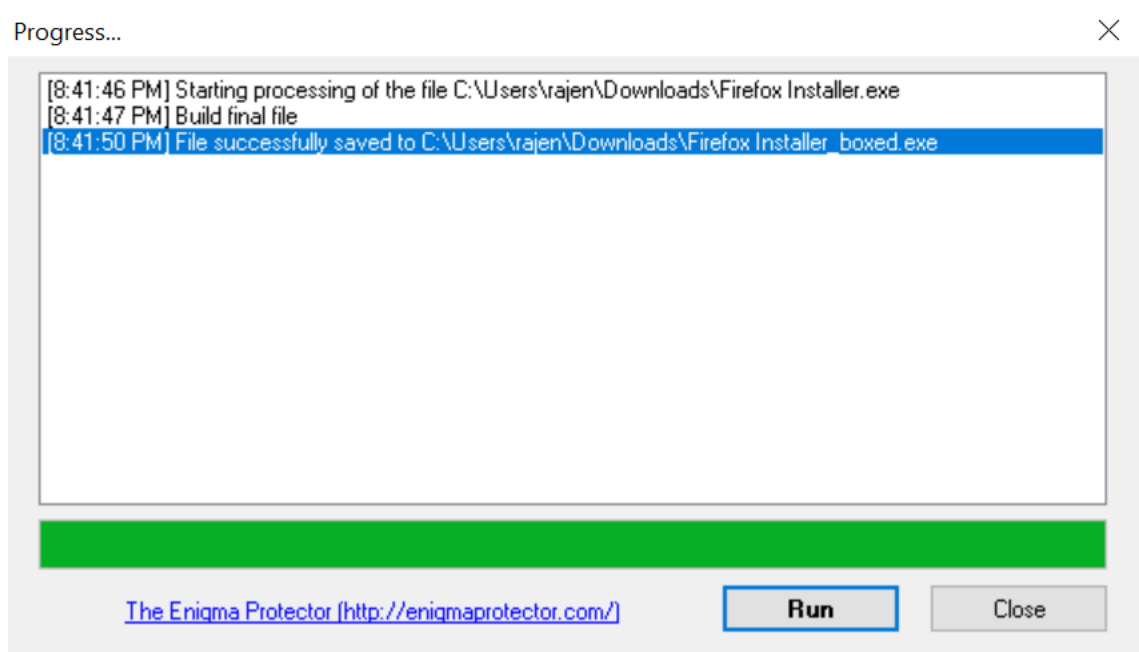 Progress...
[8:41:46 PM] Starting processing of the file C:\Users\rajen\Downloads\Firefox Installer.exe
[8:41:47 PM] Build final file
[8:41:50 PM] File successfully saved to C:\Users\rajen\Downloads\Firefox Installer_boxed.exe
The Enigma Protector (http://enigmaprotector.com/)
Run
Close